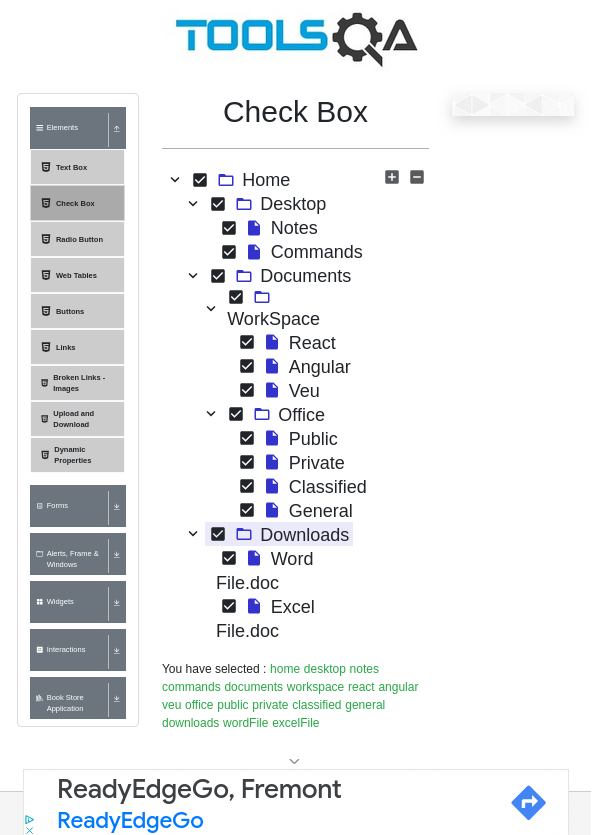 TOOLSQA
Check Box
Elements
Text Box
Check Box
Radio Button
Web Tables
Buttons
Links
Broken Links -
Images
Upload and
Download
Dynamic
Properties
Forms
Alerts, Frame &
Windows
Widgets
Interactions
Book Store
Application
Home
Desktop
Notes
Commands
Documents
WorkSpace
React
Angular
Veu
Office
Public
Private
Classified
General
Downloads
Word
File.doc
Excel
File.doc
You have selected : home desktop notes
commands documents workspace react angular
veu office public private classified general
downloads wordFile excelFile
ReadyEdgeGo, Fremont
ReadyEdgeGo